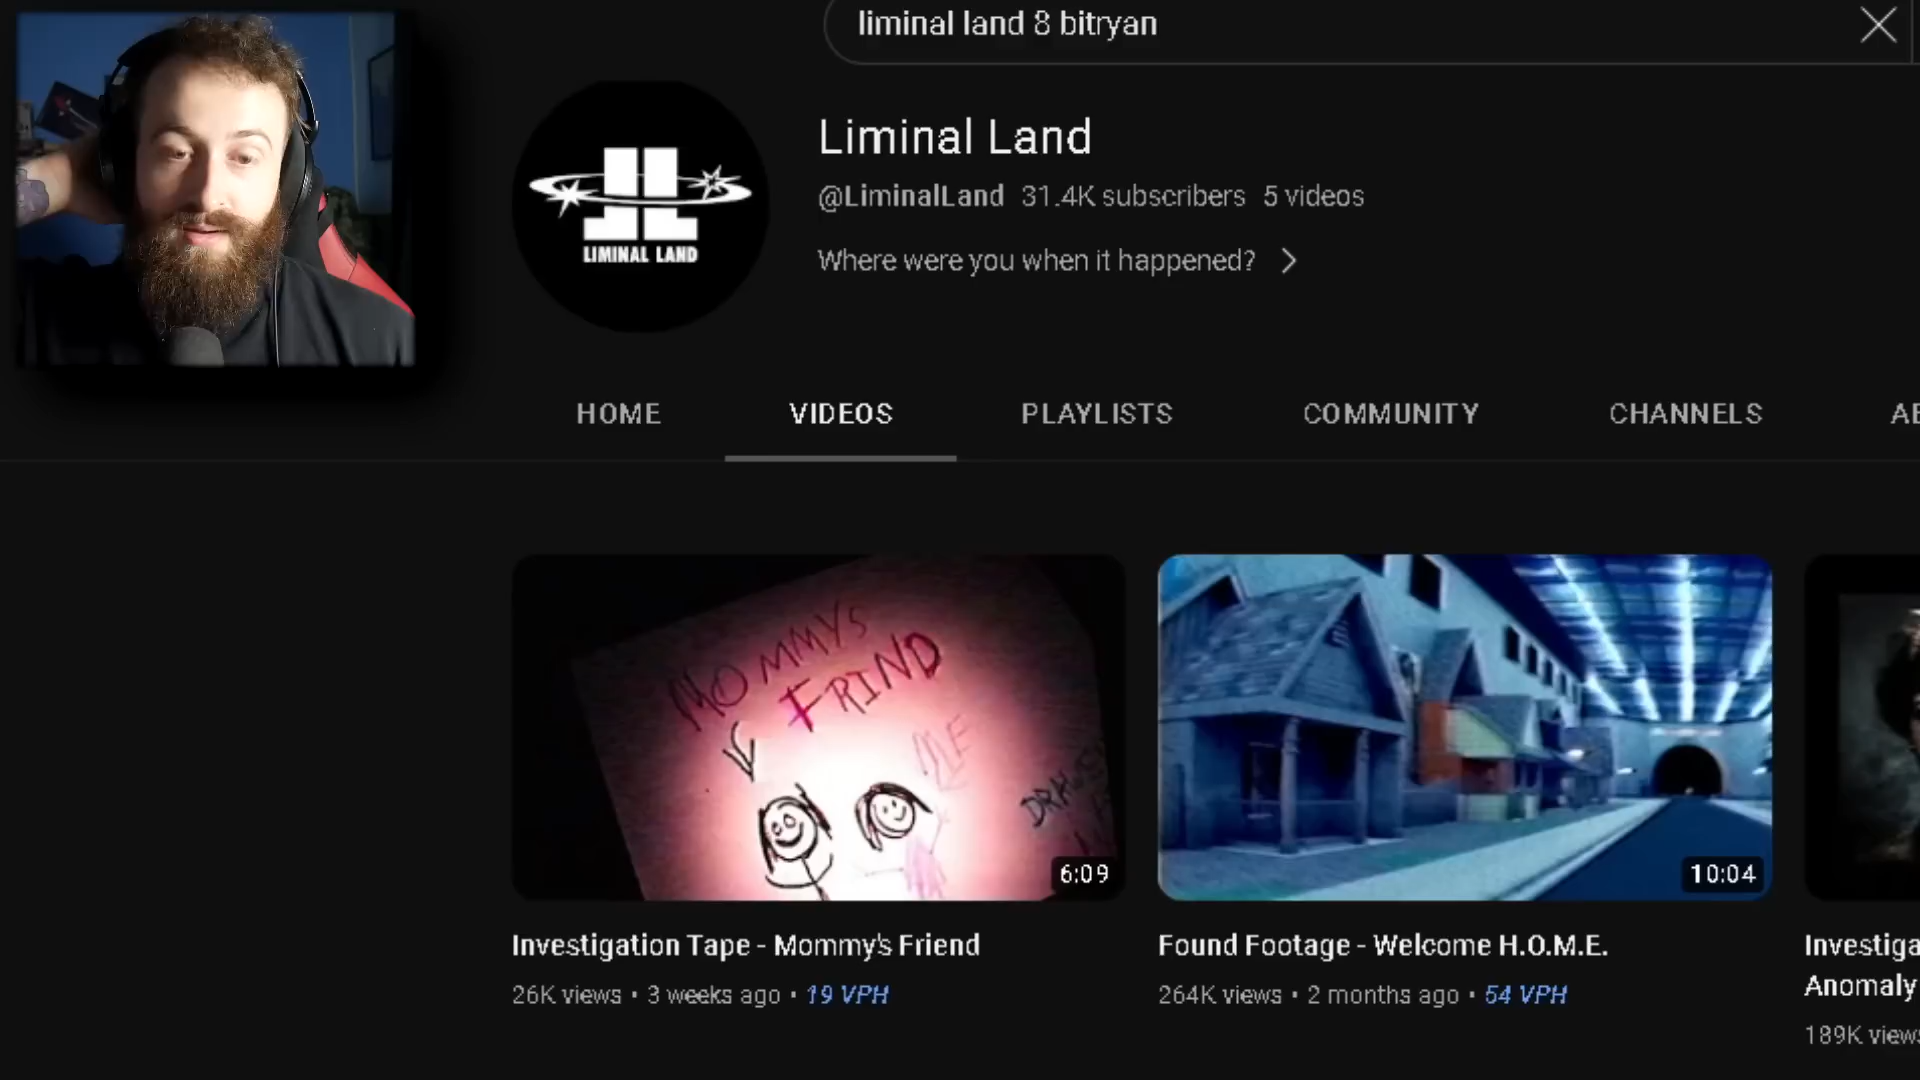 liminal land 8 bitryan
Liminal Land
LIMINAL LAND
@LiminalLand 31.4K subscribers 5 videos
Where were you when it happened?
HOME VIDEOS PLAYLISTS COMMUNITY CHANNELS
MOMMYS
FRIND
ME
6:09
10:04
Investigation Tape - Mommy's Friend
26K views • 3 weeks ago • 19 VPH
Found Footage - Welcome H.O.M.E.
264K views • 2 months ago • 54 VPH
Anomaly
189K